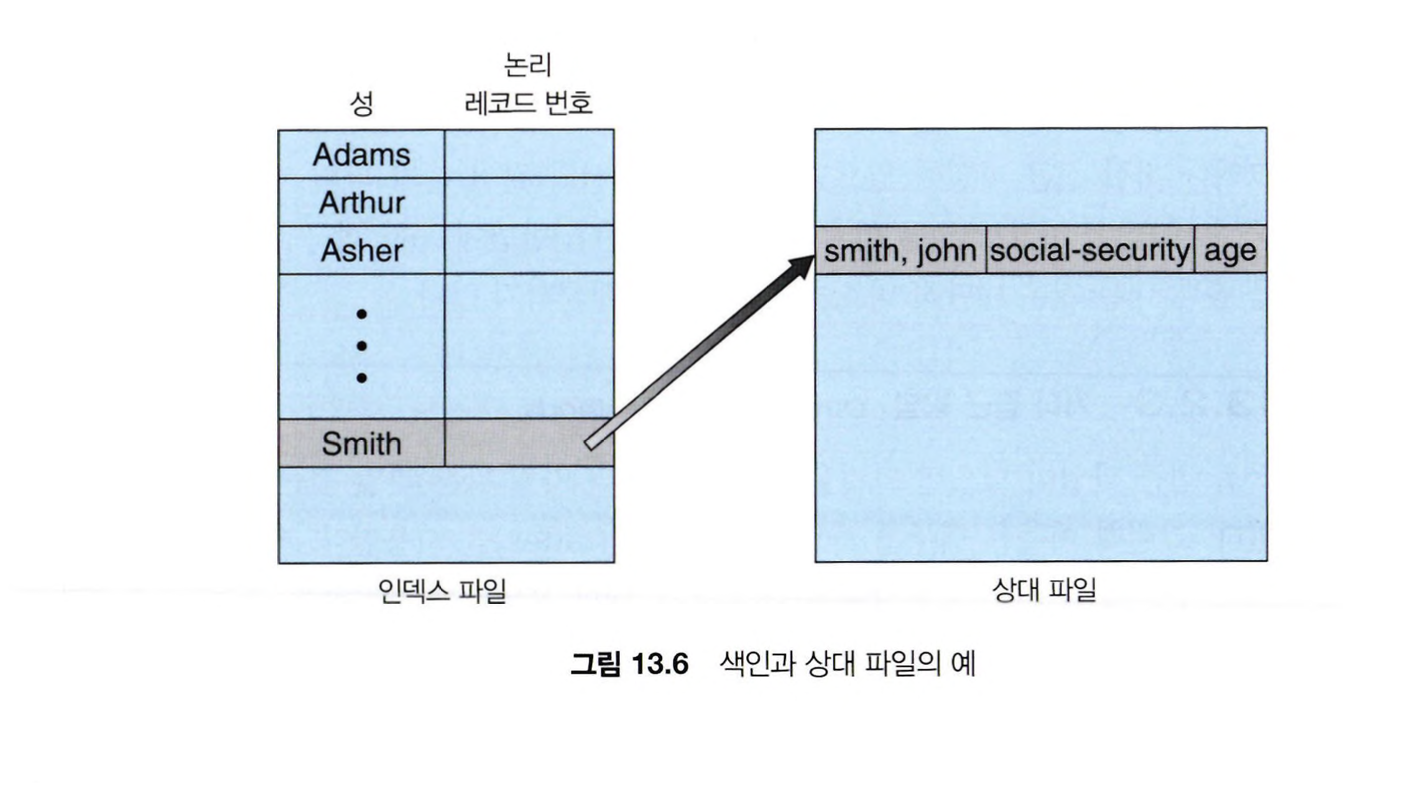 성
논리
레코드 번호
Adams
Arthur
Asher
Smith
인덱스 파일
smith, john social-security age
상대 파일
그림 13.6 색인과 상대 파일의 예